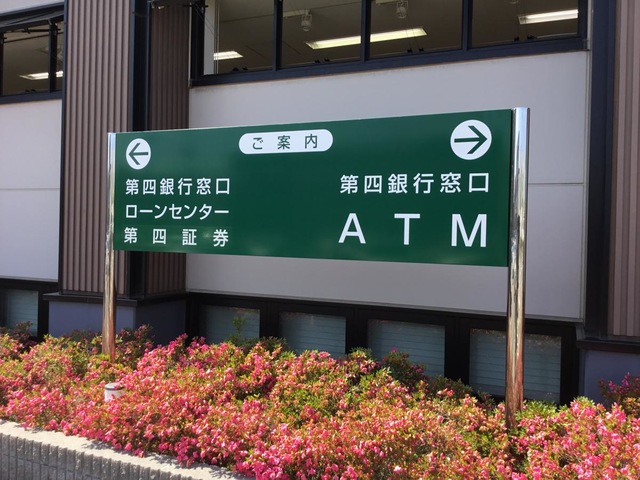 ご案内
←
第四銀行窓口
ローンセンター
第四証券
→
第四銀行窓口
ATM